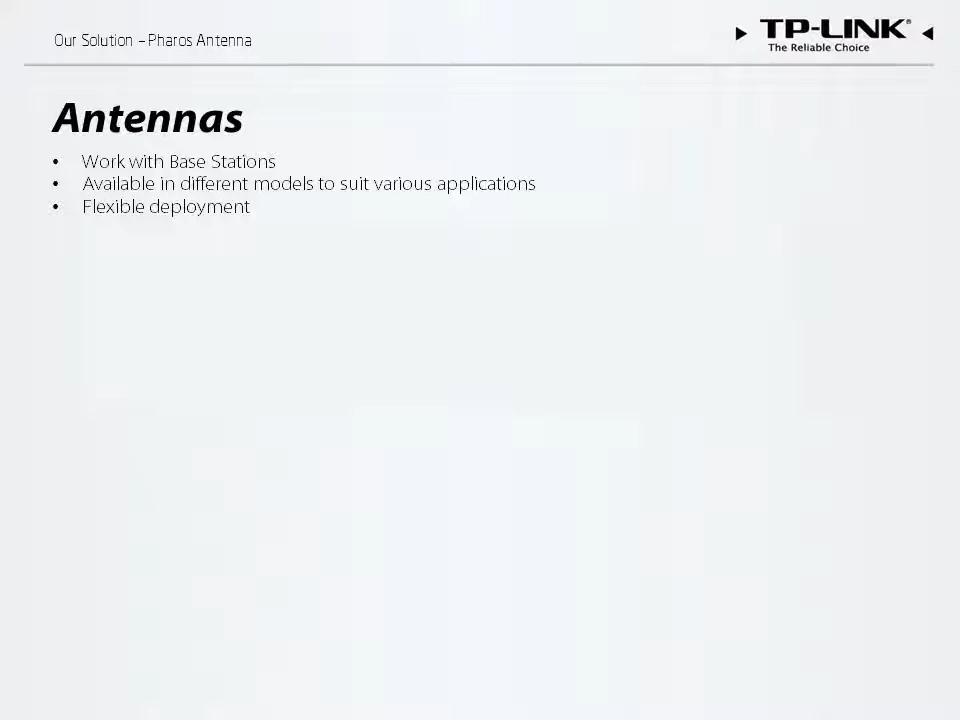 Our Solution – Pharos Antenna
TP-LINK®
The Reliable Choice
Antennas
• Work with Base Stations
• Available in different models to suit various applications
• Flexible deployment